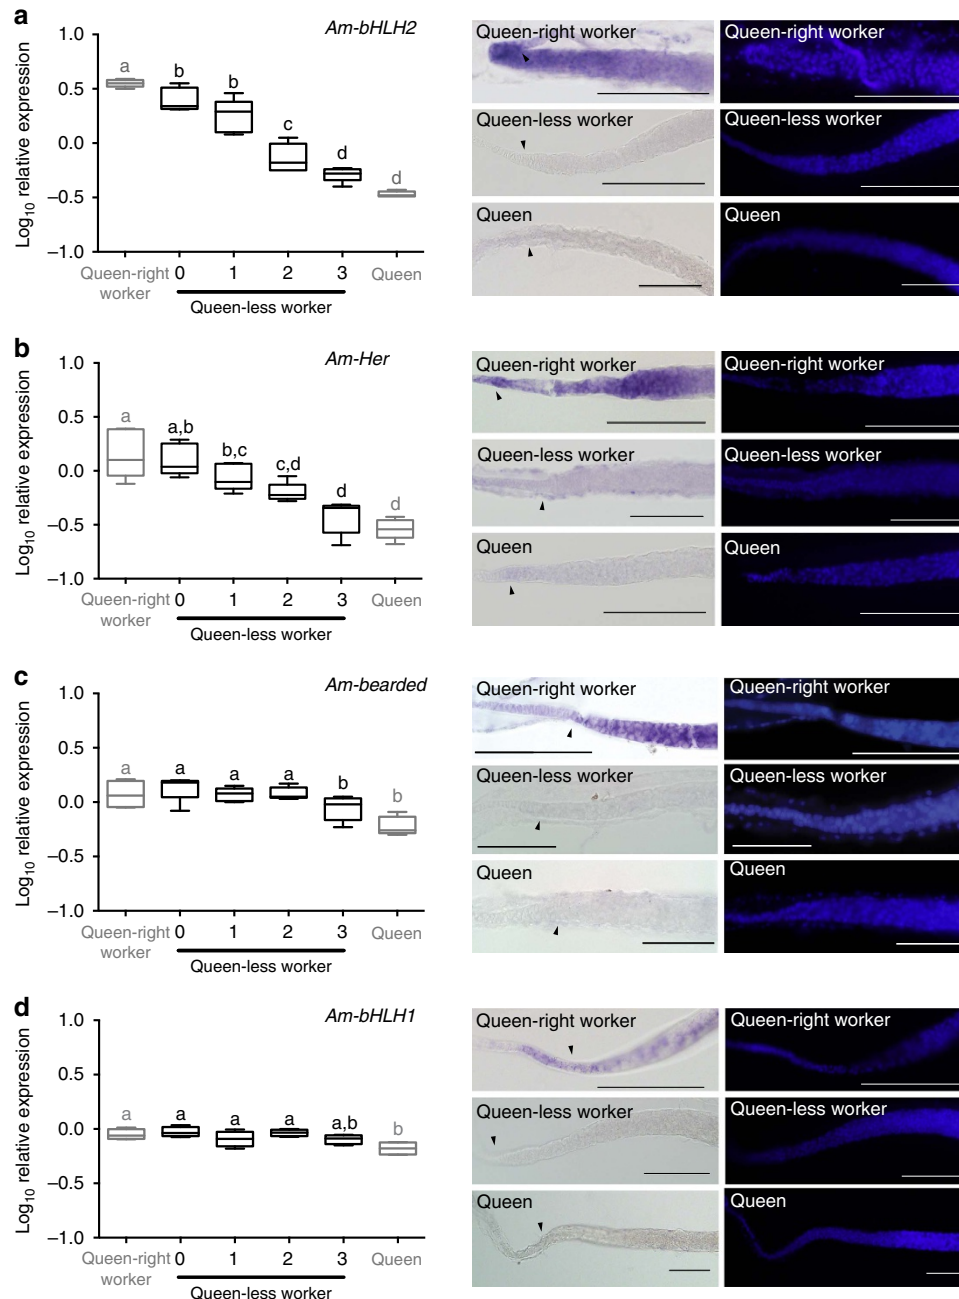 a
Am-bHLH2
Log10 relative expression
1.0
0.5
0.0
−0.5
−1.0
a
b
b
c
d
d
Queen-right worker
0
1
2
3
Queen
Queen-less worker
Queen-right worker
Queen-right worker
Queen-less worker
Queen-less worker
Queen
Queen
b
Am-Her
Log10 relative expression
1.0
0.5
0.0
−0.5
−1.0
a
a,b
b,c
c,d
d
d
Queen-right worker
0
1
2
3
Queen
Queen-less worker
Queen-right worker
Queen-right worker
Queen-less worker
Queen-less worker
Queen
Queen
c
Am-bearded
Log10 relative expression
1.0
0.5
0.0
−0.5
−1.0
a
a
a
a
b
b
Queen-right worker
0
1
2
3
Queen
Queen-less worker
Queen-right worker
Queen-right worker
Queen-less worker
Queen-less worker
Queen
Queen
d
Am-bHLH1
Log10 relative expression
1.0
0.5
0.0
−0.5
−1.0
a
a
a
a
a,b
b
Queen-right worker
0
1
2
3
Queen
Queen-less worker
Queen-right worker
Queen-right worker
Queen-less worker
Queen-less worker
Queen
Queen